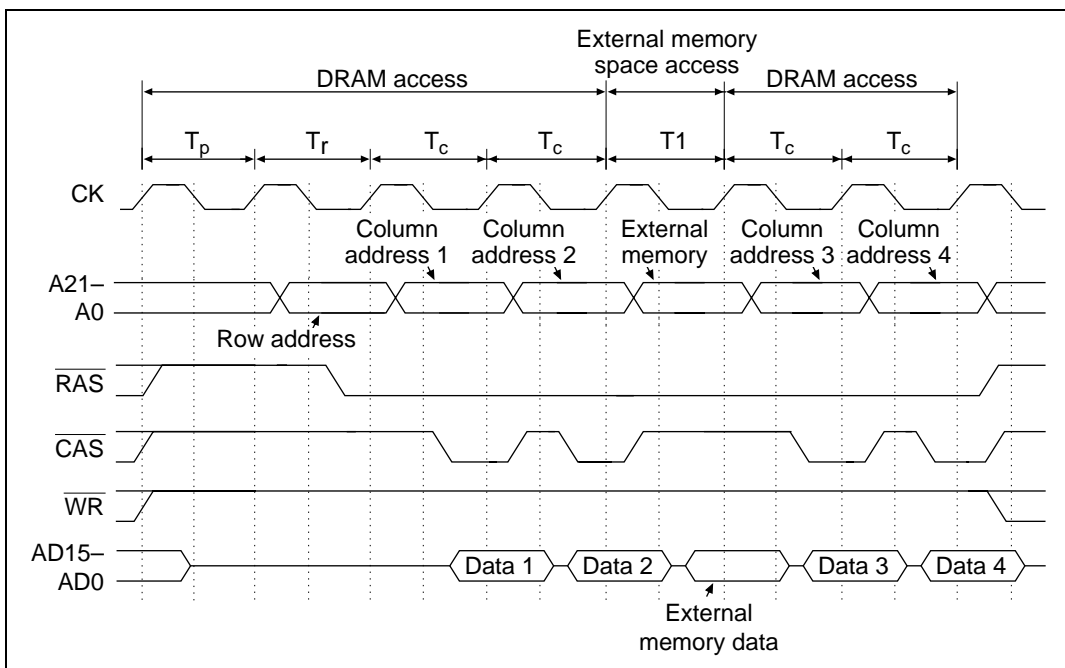 External memory
space access
DRAM access
DRAM access
Tp
Tr
Tc
Tc
T1
Tc
Tc
CK
Column
address 1
Column
address 2
External
memory
Column
address 3
Column
address 4
A21–
A0
Row address
RAS
CAS
WR
AD15–
AD0
Data 1
Data 2
Data 3
Data 4
External
memory data